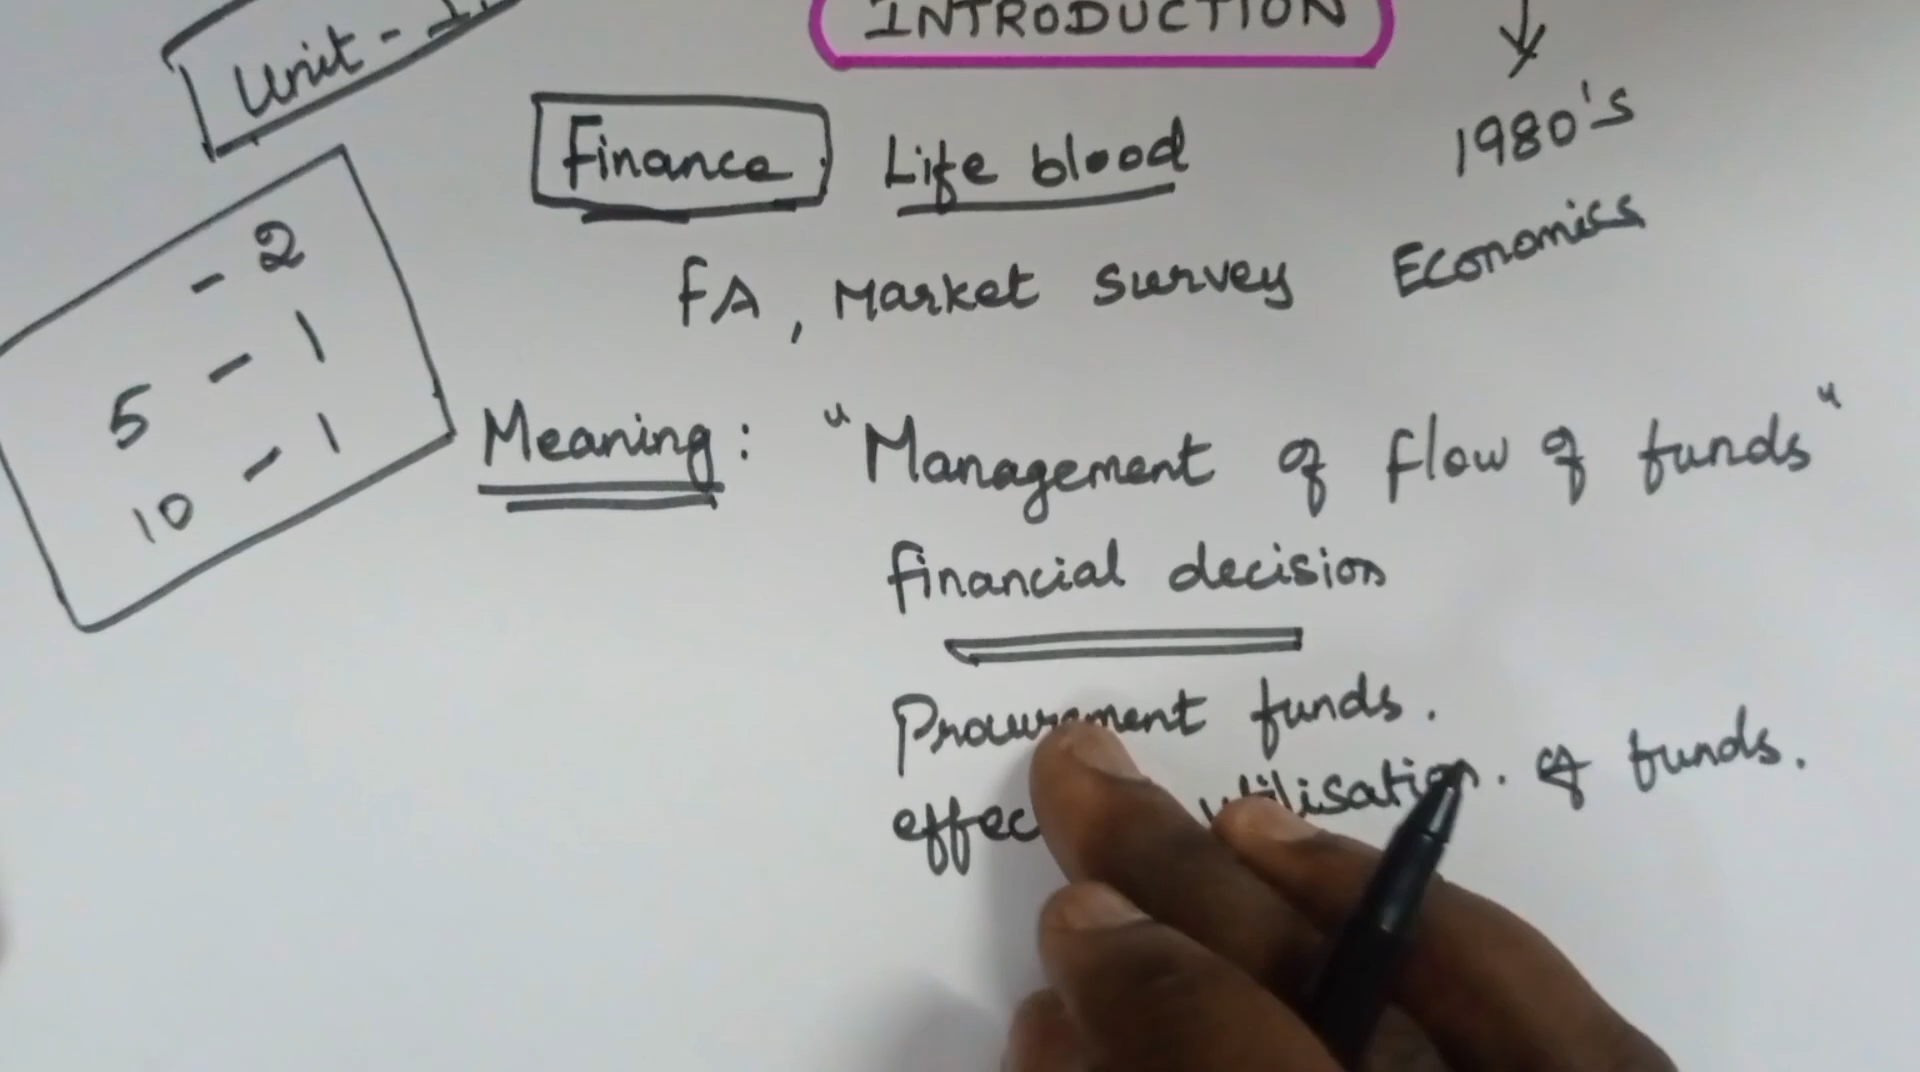 INTRODUCTION
Unit - I
Finance Life blood
1980's
FA, Market Survey Economics
- 2
5 - 1
10 - 1
Meaning: "Management of flow of funds"
financial decision
Procurement funds.
utilisation. of funds.